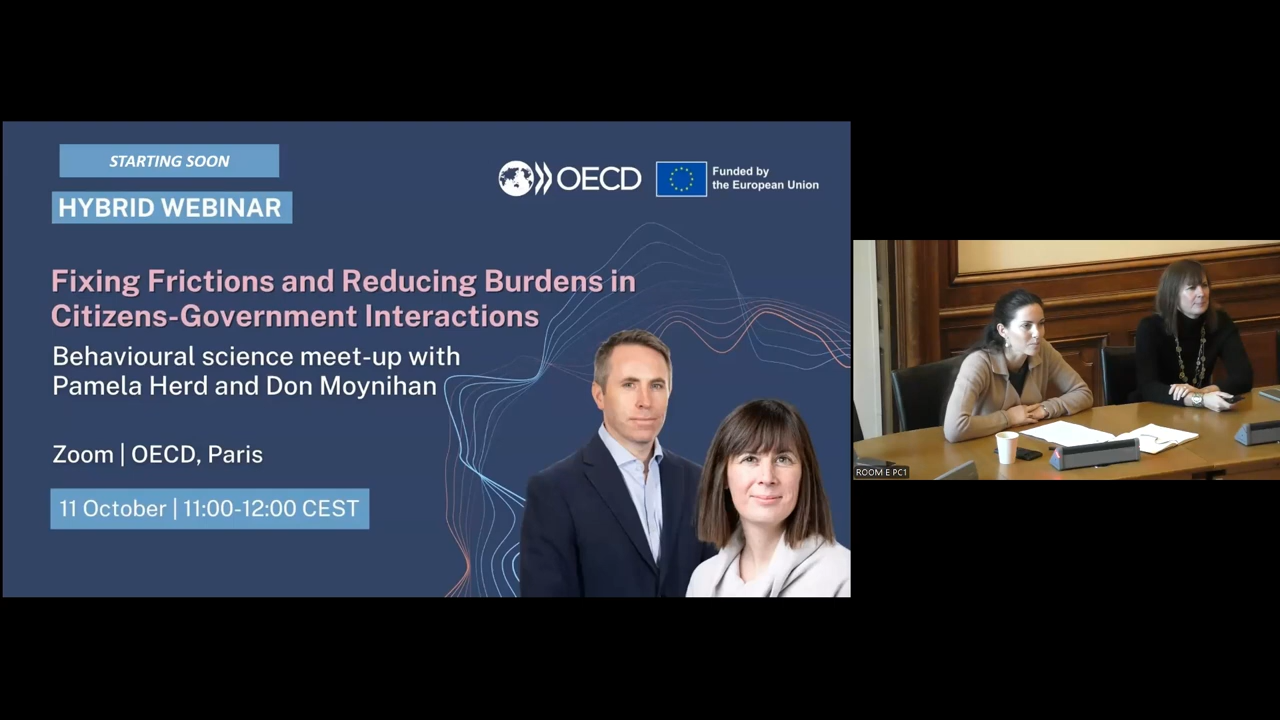 STARTING SOON
HYBRID WEBINAR
OECD
Funded by
the European Union
Fixing Frictions and Reducing Burdens in
Citizens-Government Interactions
Behavioural science meet-up with
Pamela Herd and Don Moynihan
Zoom | OECD, Paris
11 October | 11:00-12:00 CEST
ROOM E PC1